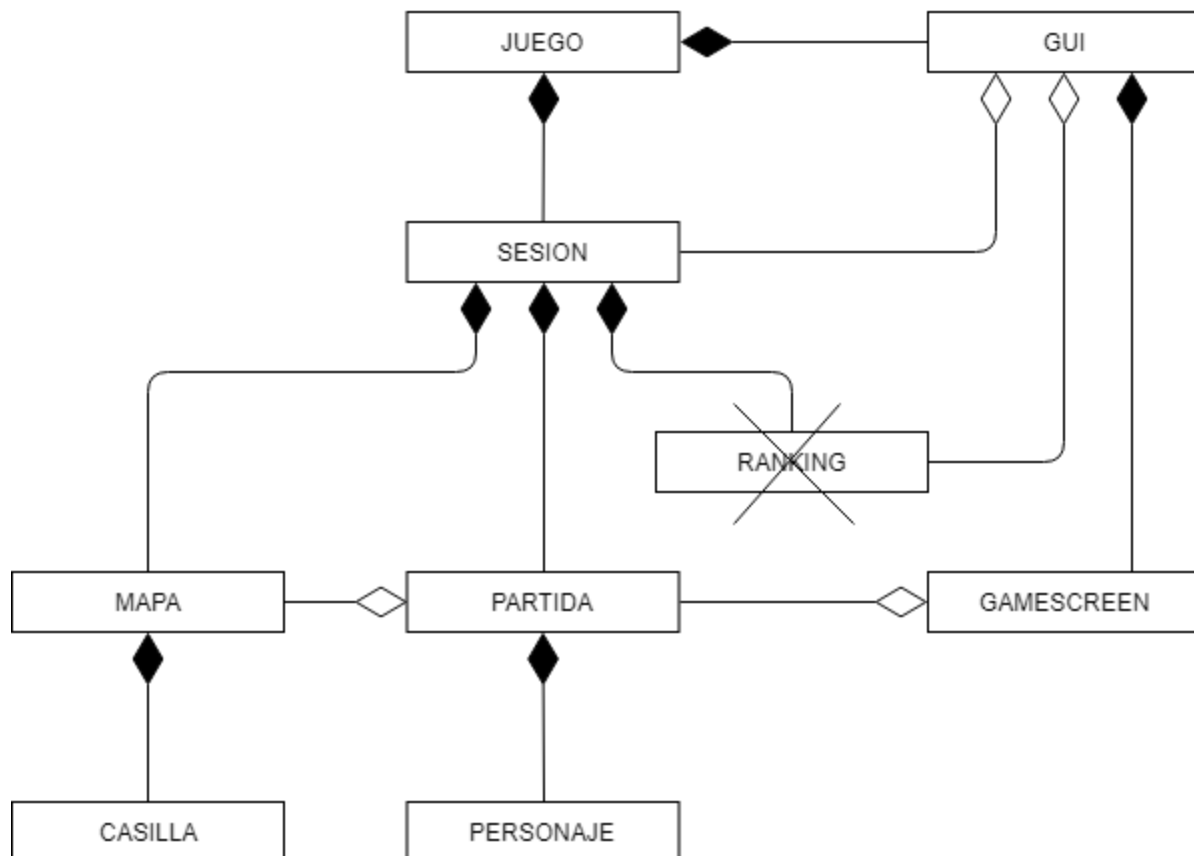 JUEGO
GUI
SESION
RANKING
MAPA
PARTIDA
GAMESCREEN
CASILLA
PERSONAJE